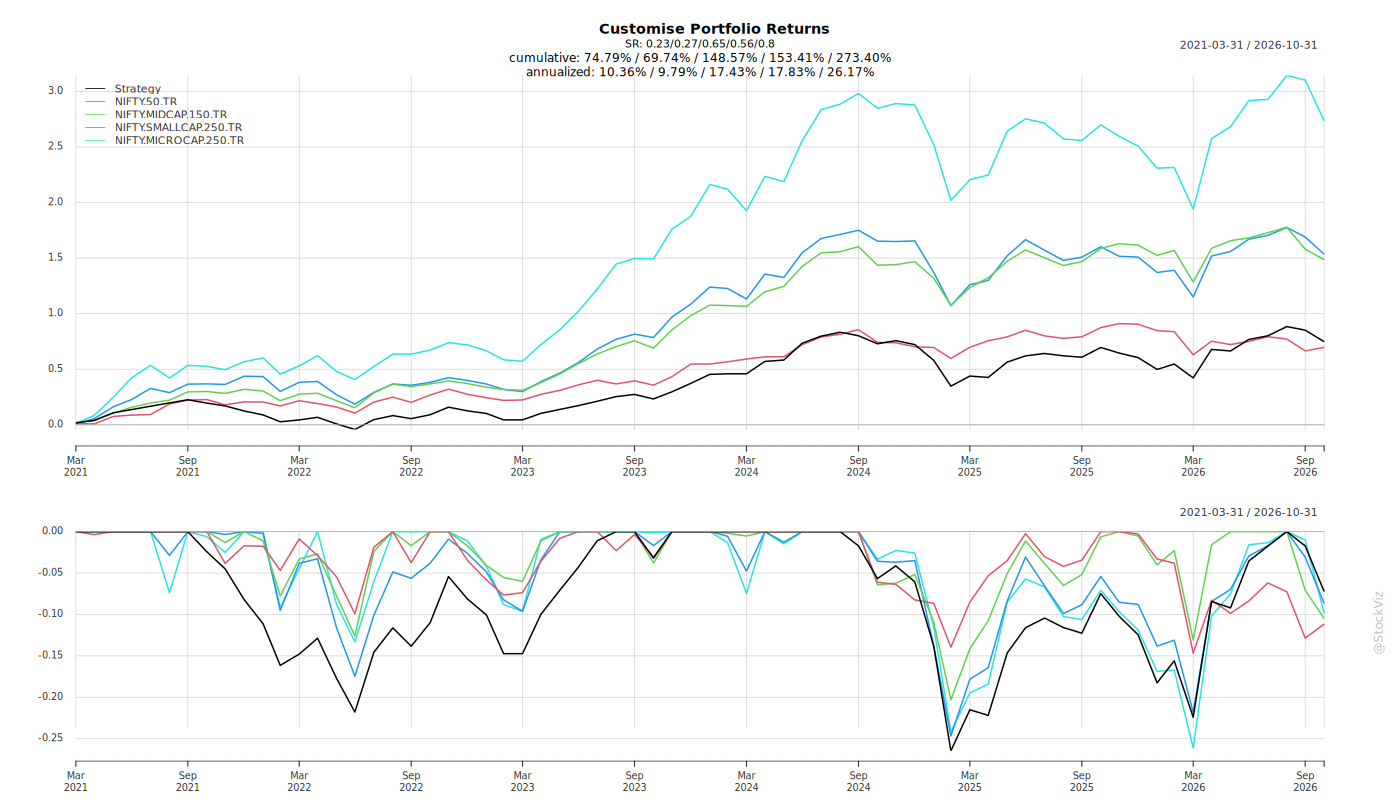 Customise Portfolio Returns
SR: 0.23/0.27/0.65/0.56/0.8
cumulative: 74.79% / 69.74% / 148.57% / 153.41% / 273.40%
annualized: 10.36% / 9.79% / 17.43% / 17.83% / 26.17%
2021-03-31 / 2026-10-31
Strategy
NIFTY.50.TR
NIFTY.MIDCAP.150.TR
NIFTY.SMALLCAP.250.TR
NIFTY.MICROCAP.250.TR
3.0
2.5
2.0
1.5
1.0
0.5
0.0
Mar Sep Mar Sep Mar Sep Mar Sep Mar Sep Mar Sep
2021 2021 2022 2022 2023 2023 2024 2024 2025 2025 2026 2026
2021-03-31 / 2026-10-31
0.00
-0.05
-0.10
-0.15
-0.20
-0.25
Mar Sep Mar Sep Mar Sep Mar Sep Mar Sep Mar Sep
2021 2021 2022 2022 2023 2023 2024 2024 2025 2025 2026 2026
@StockViz